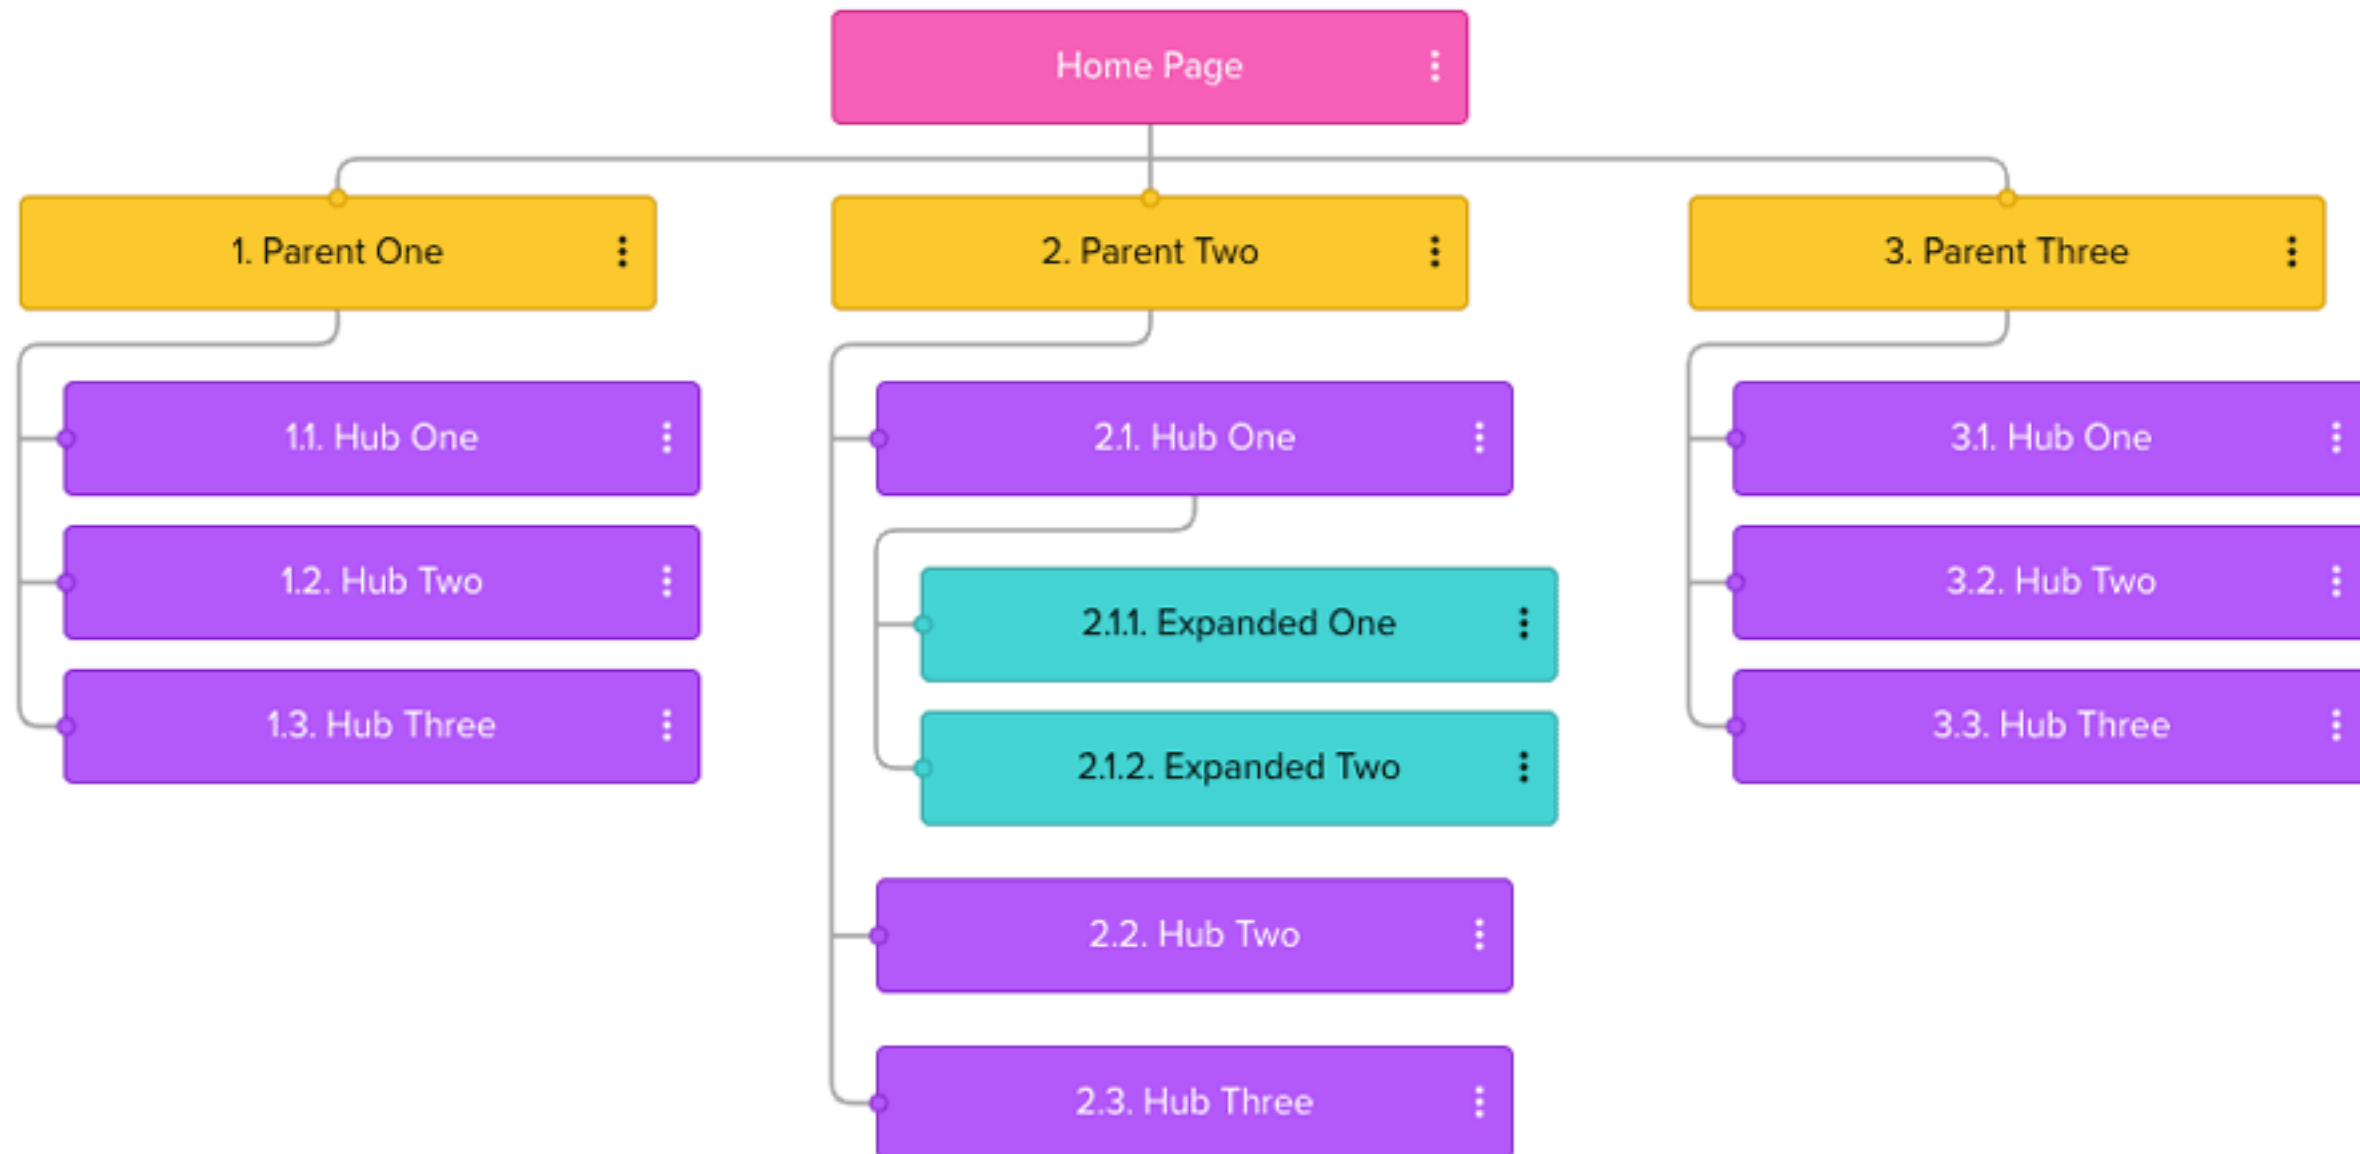 Home Page
1. Parent One
2. Parent Two
3. Parent Three
1.1. Hub One
1.2. Hub Two
1.3. Hub Three
2.1. Hub One
2.1.1. Expanded One
2.1.2. Expanded Two
2.2. Hub Two
2.3. Hub Three
3.1. Hub One
3.2. Hub Two
3.3. Hub Three